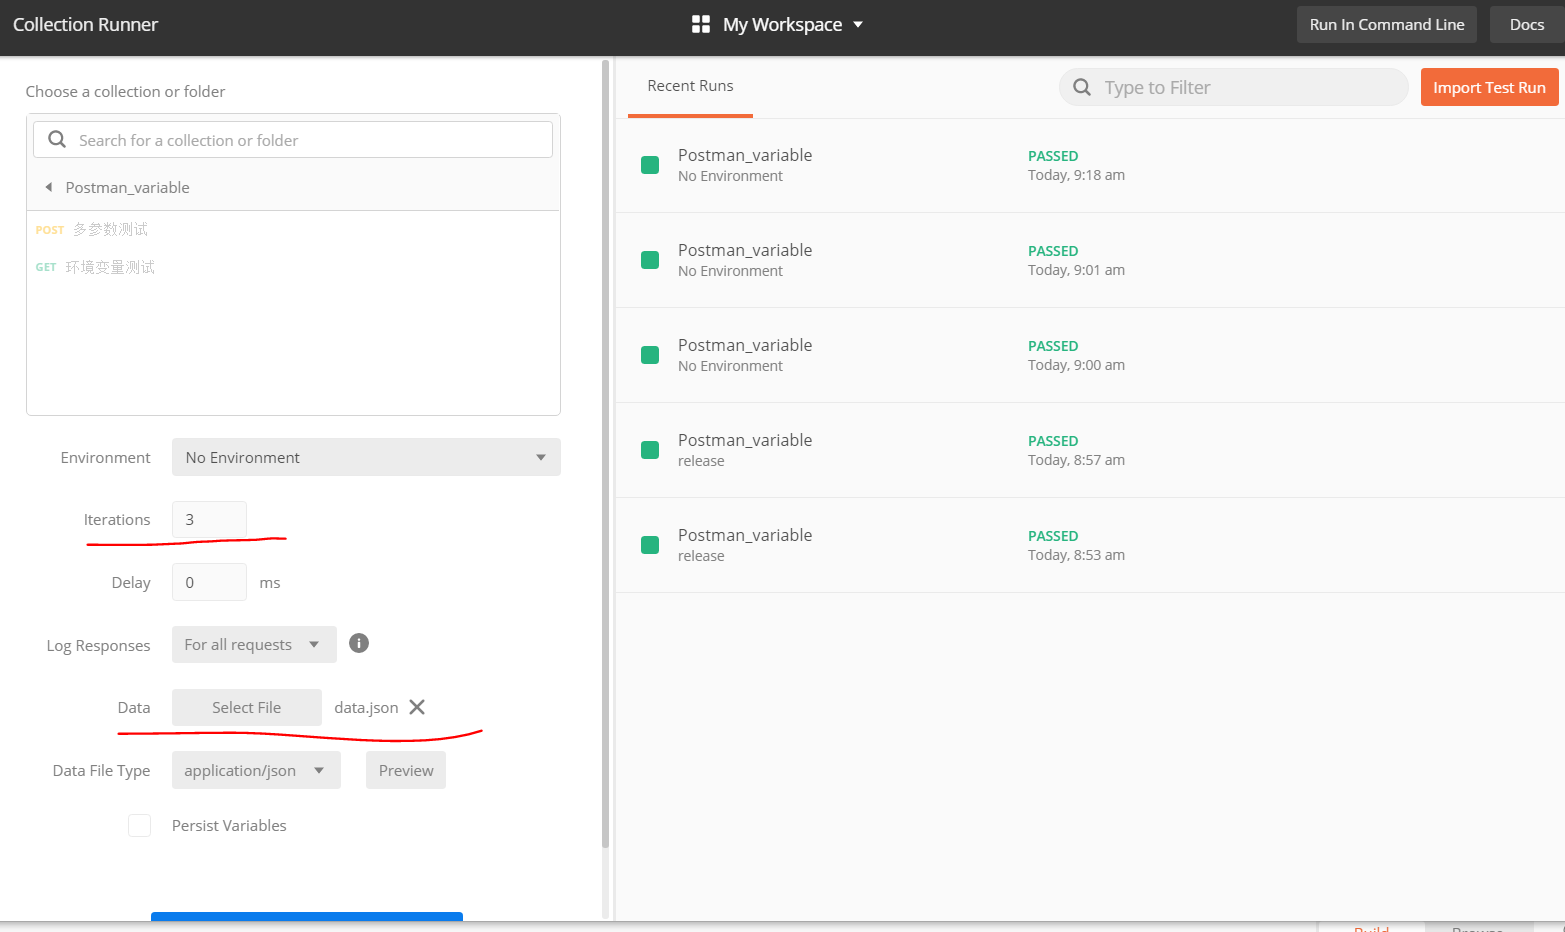 Collection Runner
My Workspace
Run In Command Line
Docs
Choose a collection or folder
Search for a collection or folder
Postman_variable
POST 多参数测试
GET 环境变量测试
Environment No Environment
Iterations 3
Delay 0 ms
Log Responses For all requests
Data Select File data.json
Data File Type application/json Preview
Persist Variables
Recent Runs
Type to Filter
Import Test Run
Postman_variable PASSED
No Environment Today, 9:18 am
Postman_variable PASSED
No Environment Today, 9:01 am
Postman_variable PASSED
No Environment Today, 9:00 am
Postman_variable PASSED
release Today, 8:57 am
Postman_variable PASSED
release Today, 8:53 am